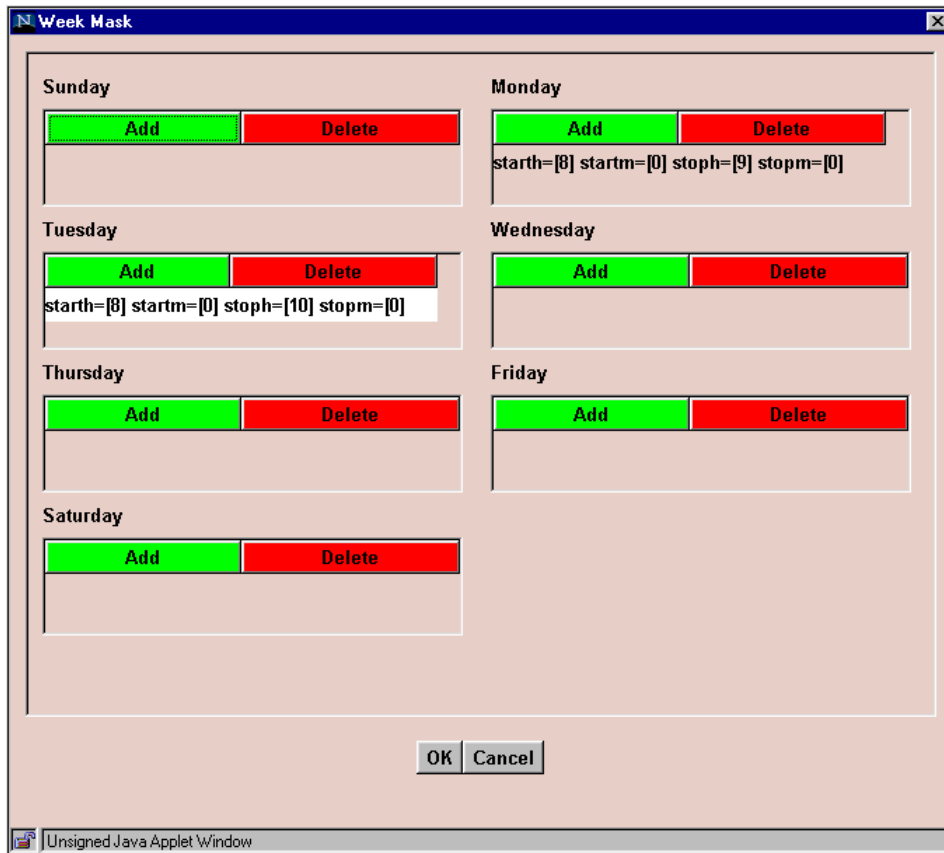 Week Mask
Sunday
Add Delete
Monday
Add Delete
starth=[8] startm=[0] stoph=[9] stopm=[0]
Tuesday
Add Delete
starth=[8] startm=[0] stoph=[10] stopm=[0]
Wednesday
Add Delete
Thursday
Add Delete
Friday
Add Delete
Saturday
Add Delete
OK Cancel
Unsigned Java Applet Window